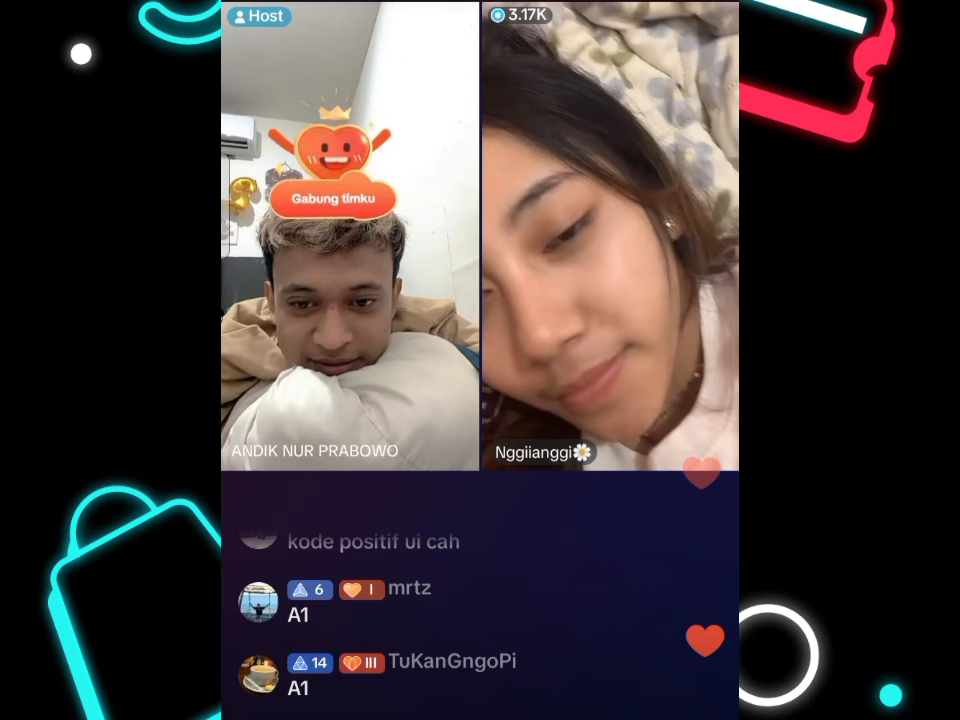 Host
3.17K
Gabung timku
ANDIK NUR PRABOWO
Nggiianggi🌼
kode positif ui cah
6 I mrtz
A1
14 III TuKanGngoPi
A1